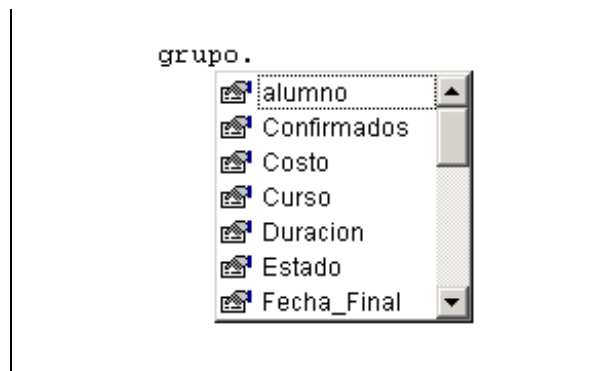 grupo.
alumno
Confirmados
Costo
Curso
Duracion
Estado
Fecha_Final